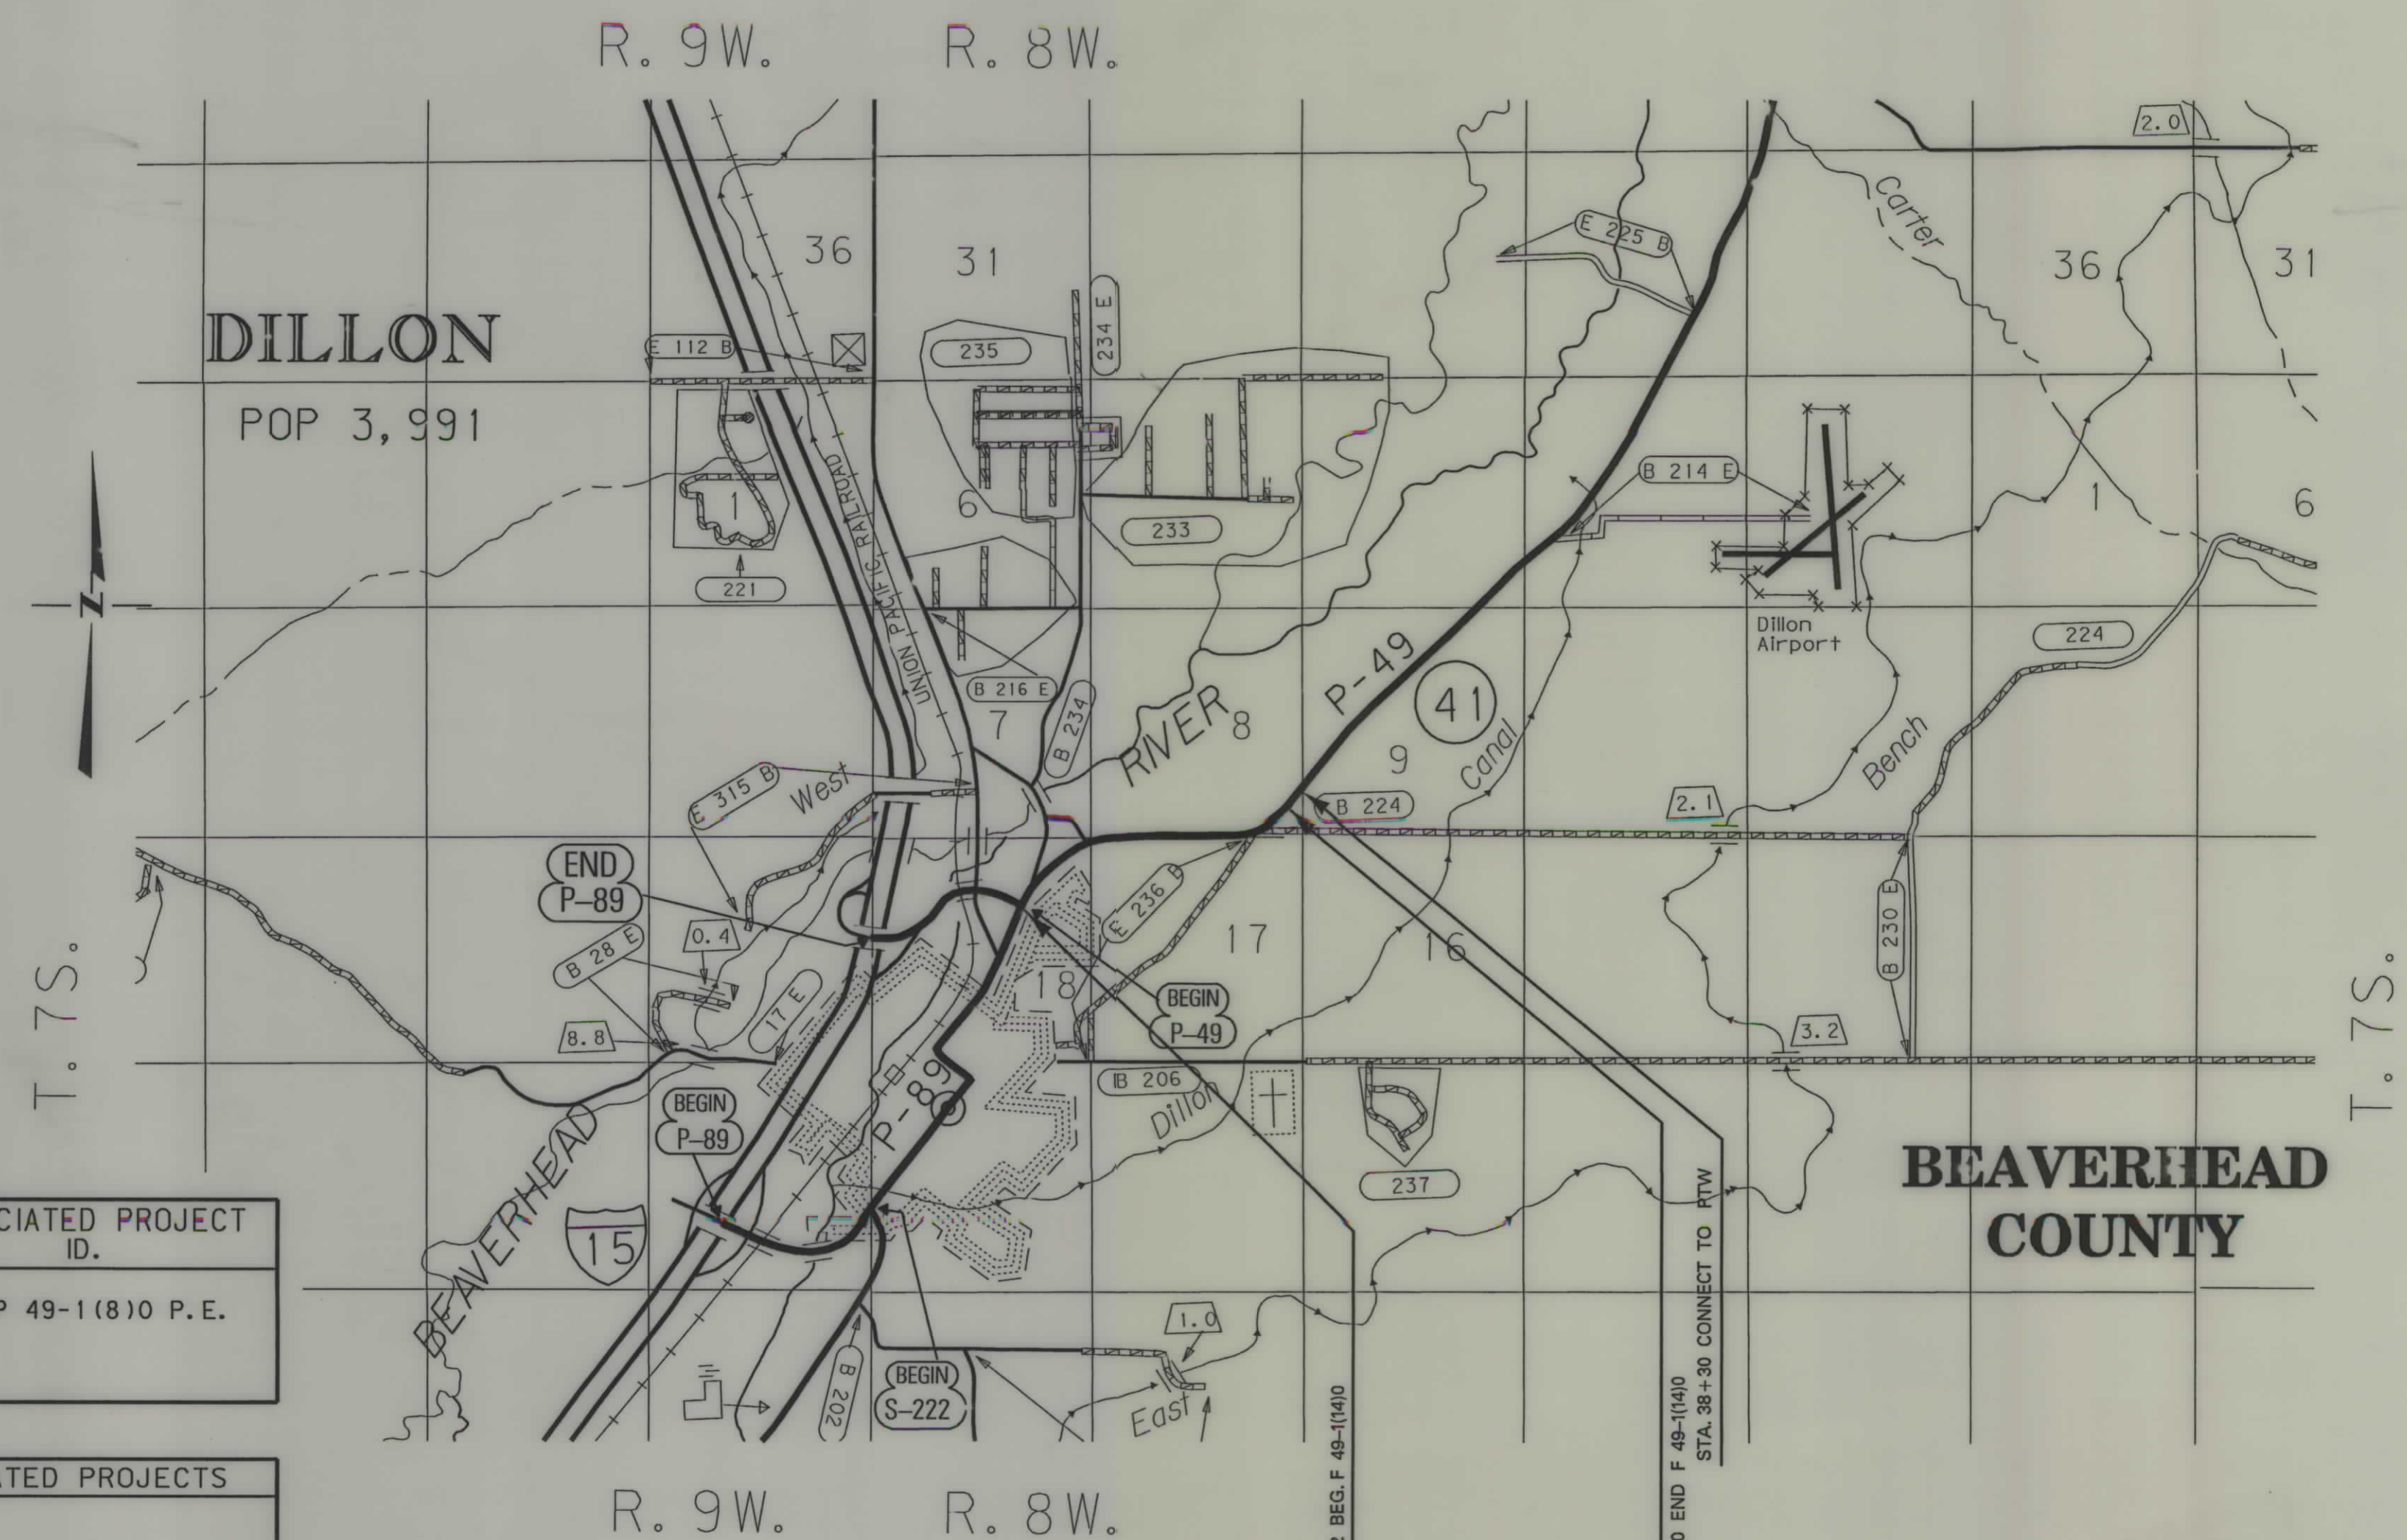 R. 9W.
R. 8W.
2.0
Carter
E 225 B
36
31
36
31
DILLON
POP 3,991
E 112 B
235
234 E
B 214 E
1
6
1
6
233
221
UNION PACIFIC RAILROAD
N
Dillon
Airport
224
B 216 E
7
B 234
RIVER
8
P-49
41
9
Canal
Bench
E 315 B
West
B 224
2.1
END
P-89
E 236 B
B 230 E
0.4
B 28 E
17
16
T. 7S.
T. 7S.
17 E
18
BEGIN
P-49
8.8
3.2
P-89
B 206
Dillon
BEGIN
P-89
237
BEAVERHEAD
15
BEAVERHEAD
COUNTY
CIATED PROJECT
ID.
P 49-1(8)0 P.E.
1.0
B 202
BEGIN
S-222
East
BEG. F 49-1(14)0
END F 49-1(14)0
STA. 38+30 CONNECT TO PTW
ATED PROJECTS
R. 9W.
R. 8W.